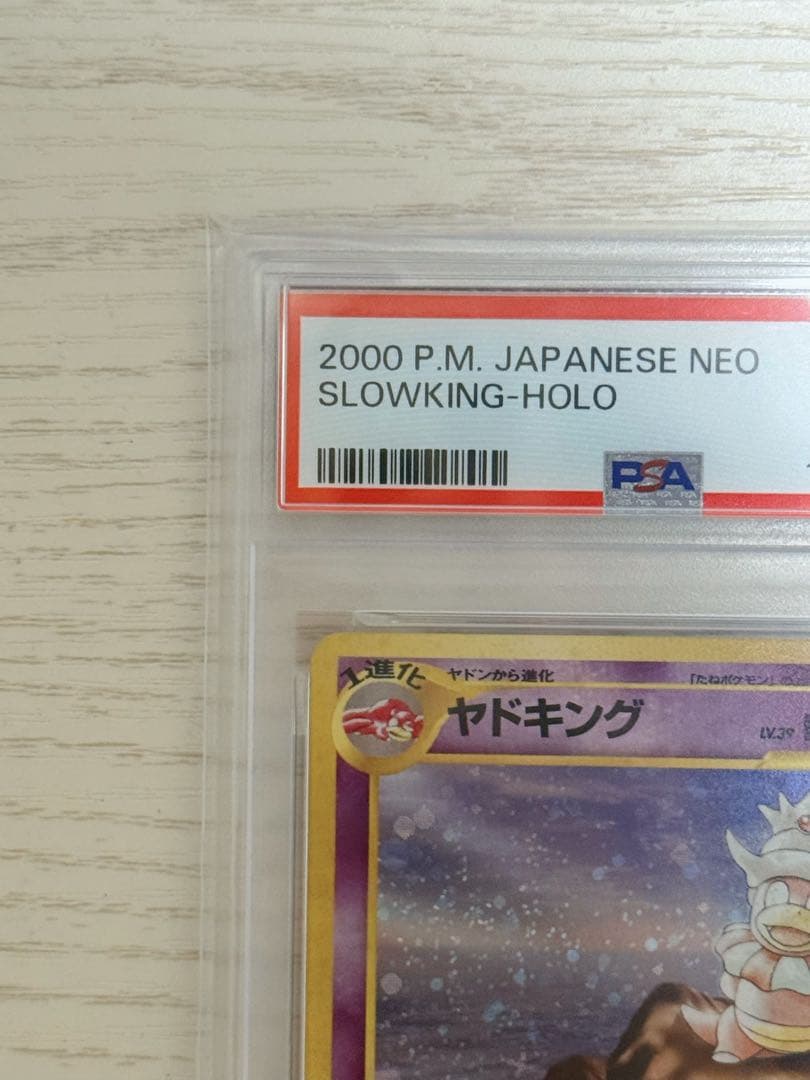 2000 P.M. JAPANESE NEO
SLOWKING-HOLO
PSA
1進化
ヤドンから進化
「たねポケモン」
ヤドキング
LV.39